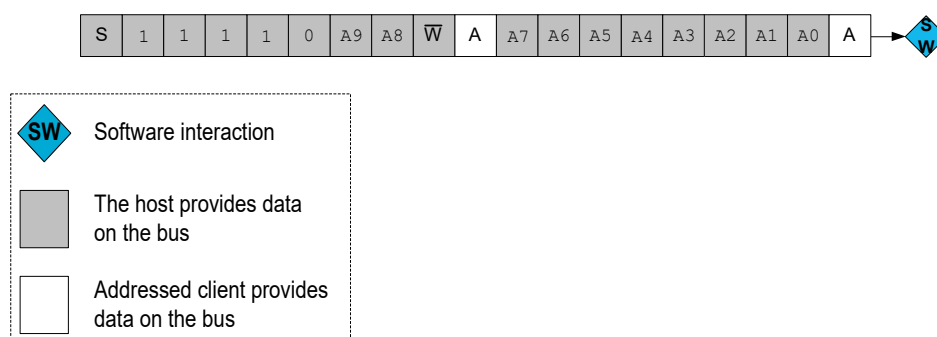 S 1 1 1 1 0 A9 A8 W̅ A A7 A6 A5 A4 A3 A2 A1 A0 A SW
SW Software interaction
The host provides data
on the bus
Addressed client provides
data on the bus